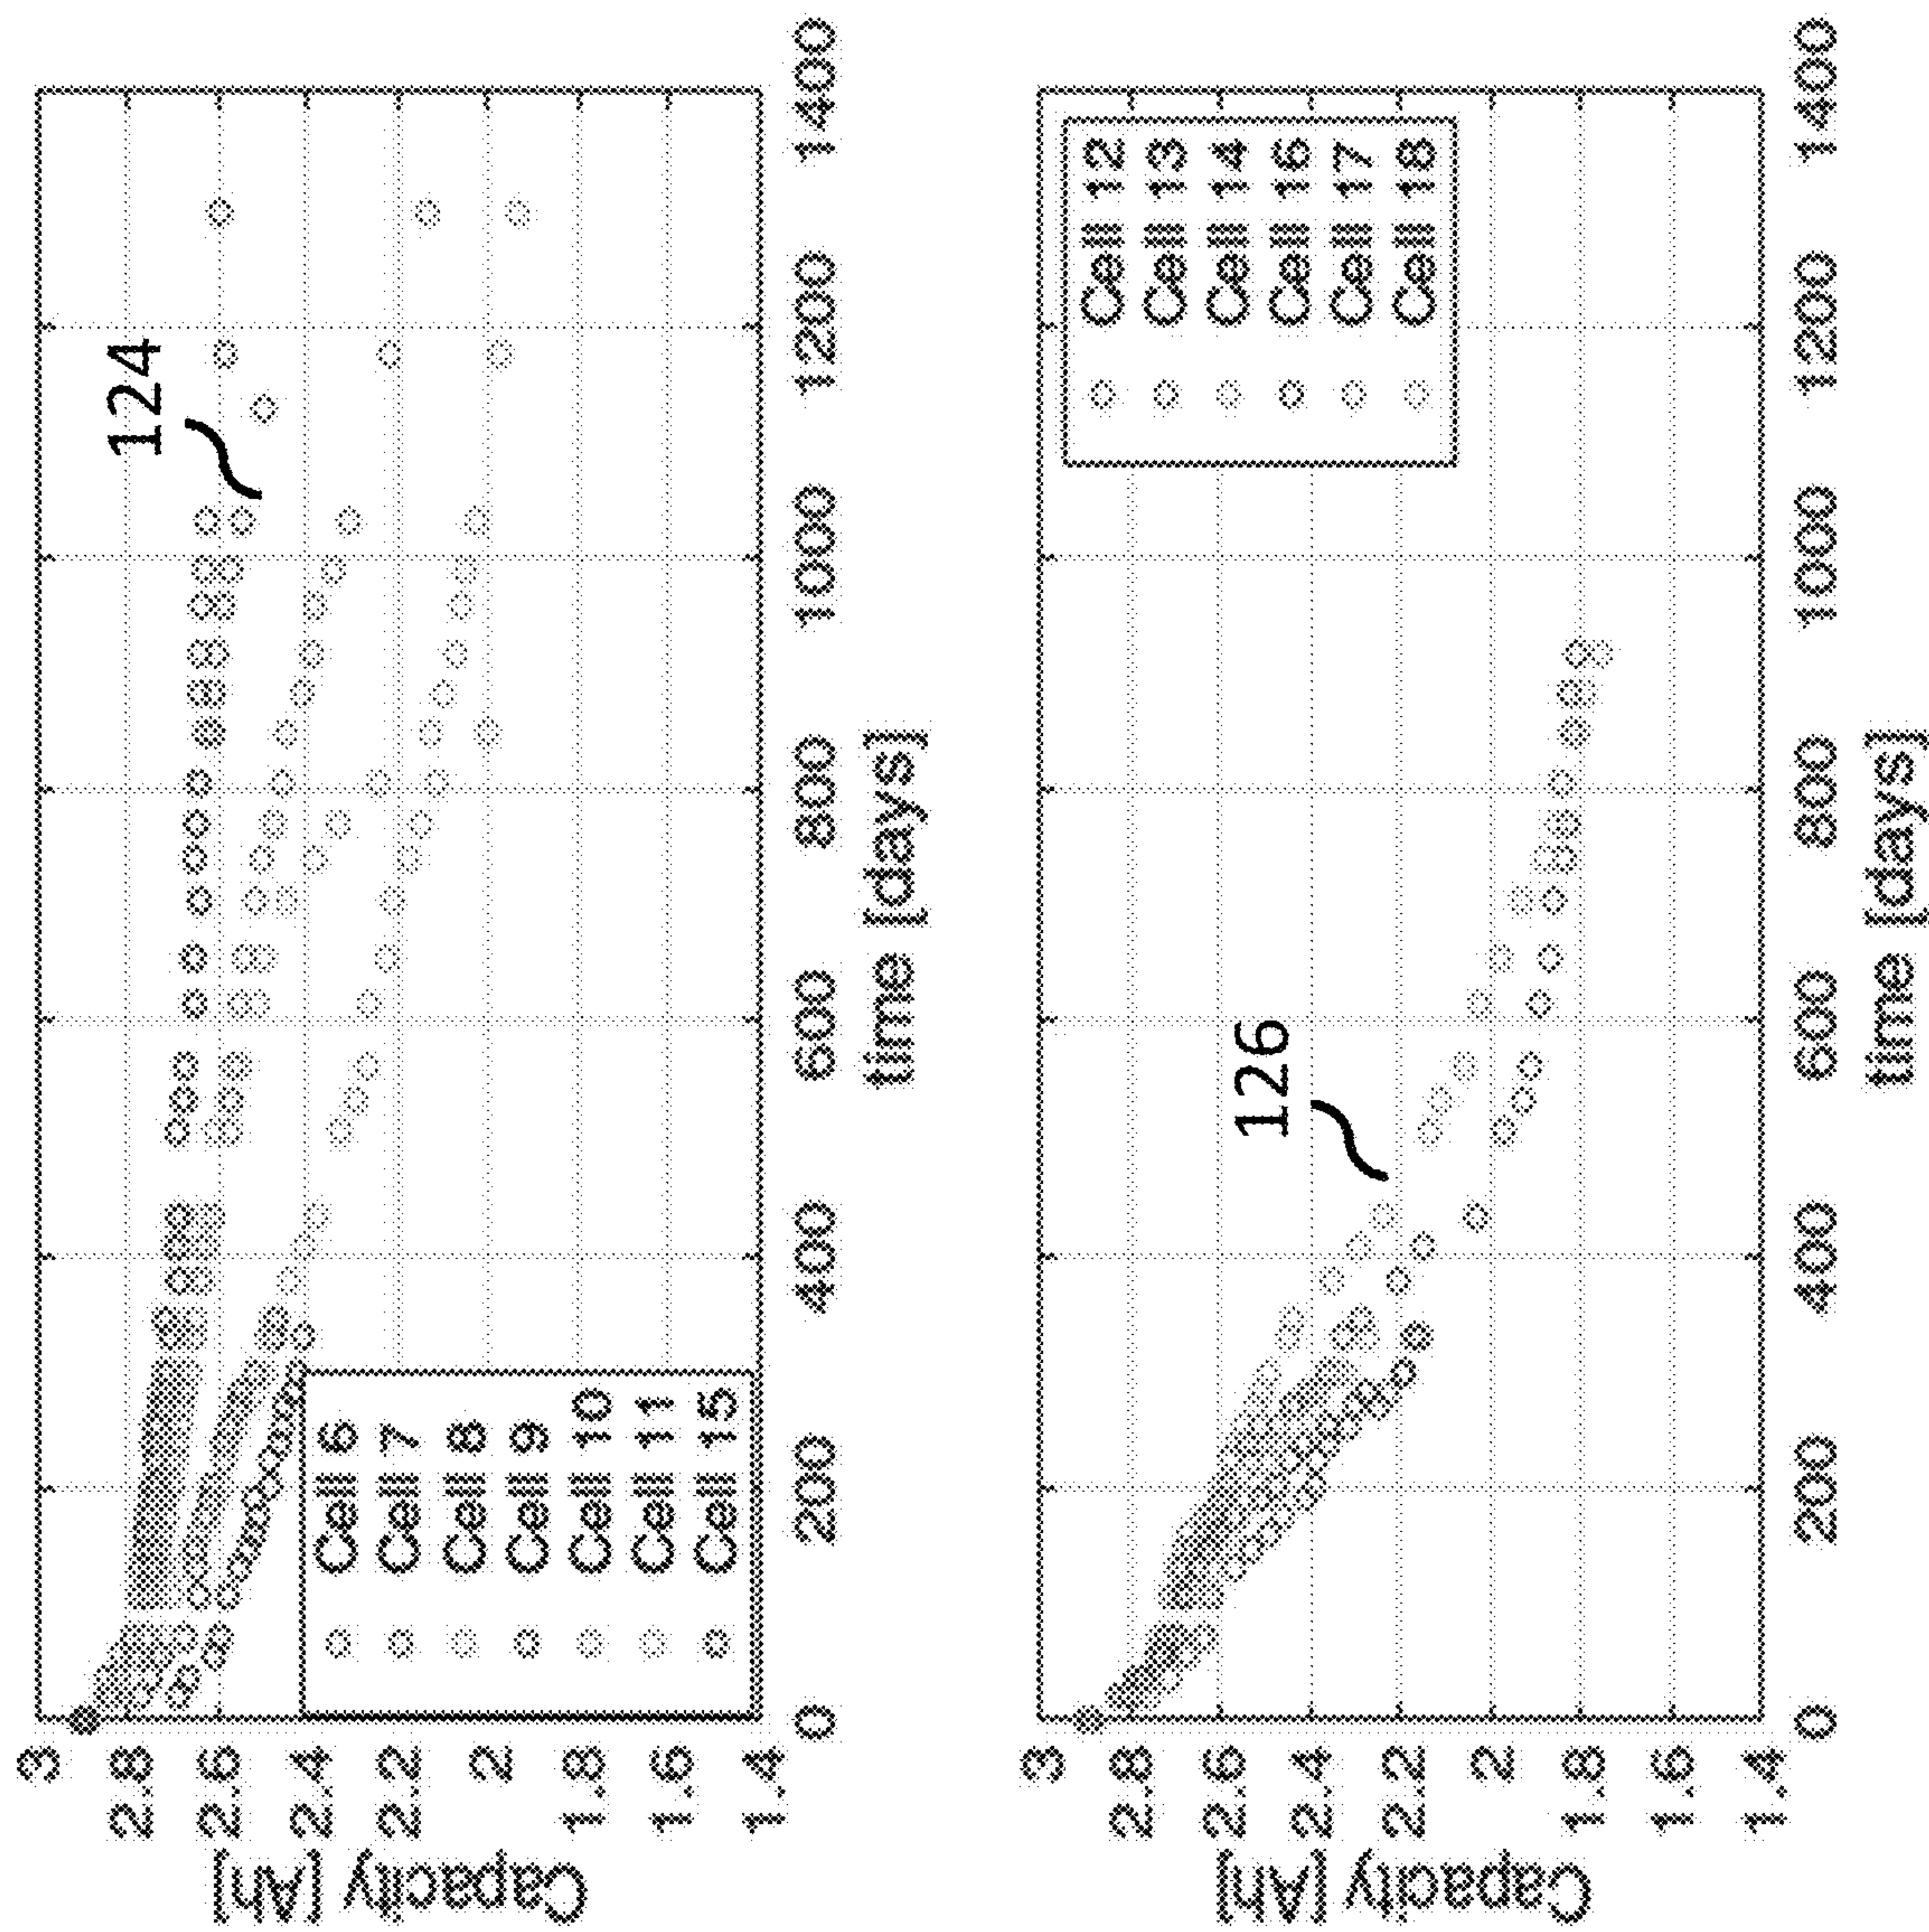 Capacity [Ah]
3
2.8
2.6
2.4
2.2
2
1.8
1.6
1.4
124
Cell 6
Cell 7
Cell 8
Cell 9
Cell 10
Cell 11
Cell 15
0
200
400
600
800
1000
1200
1400
time [days]
Capacity [Ah]
3
2.8
2.6
2.4
2.2
2
1.8
1.6
1.4
126
Cell 12
Cell 13
Cell 14
Cell 16
Cell 17
Cell 18
0
200
400
600
800
1000
1200
1400
time [days]